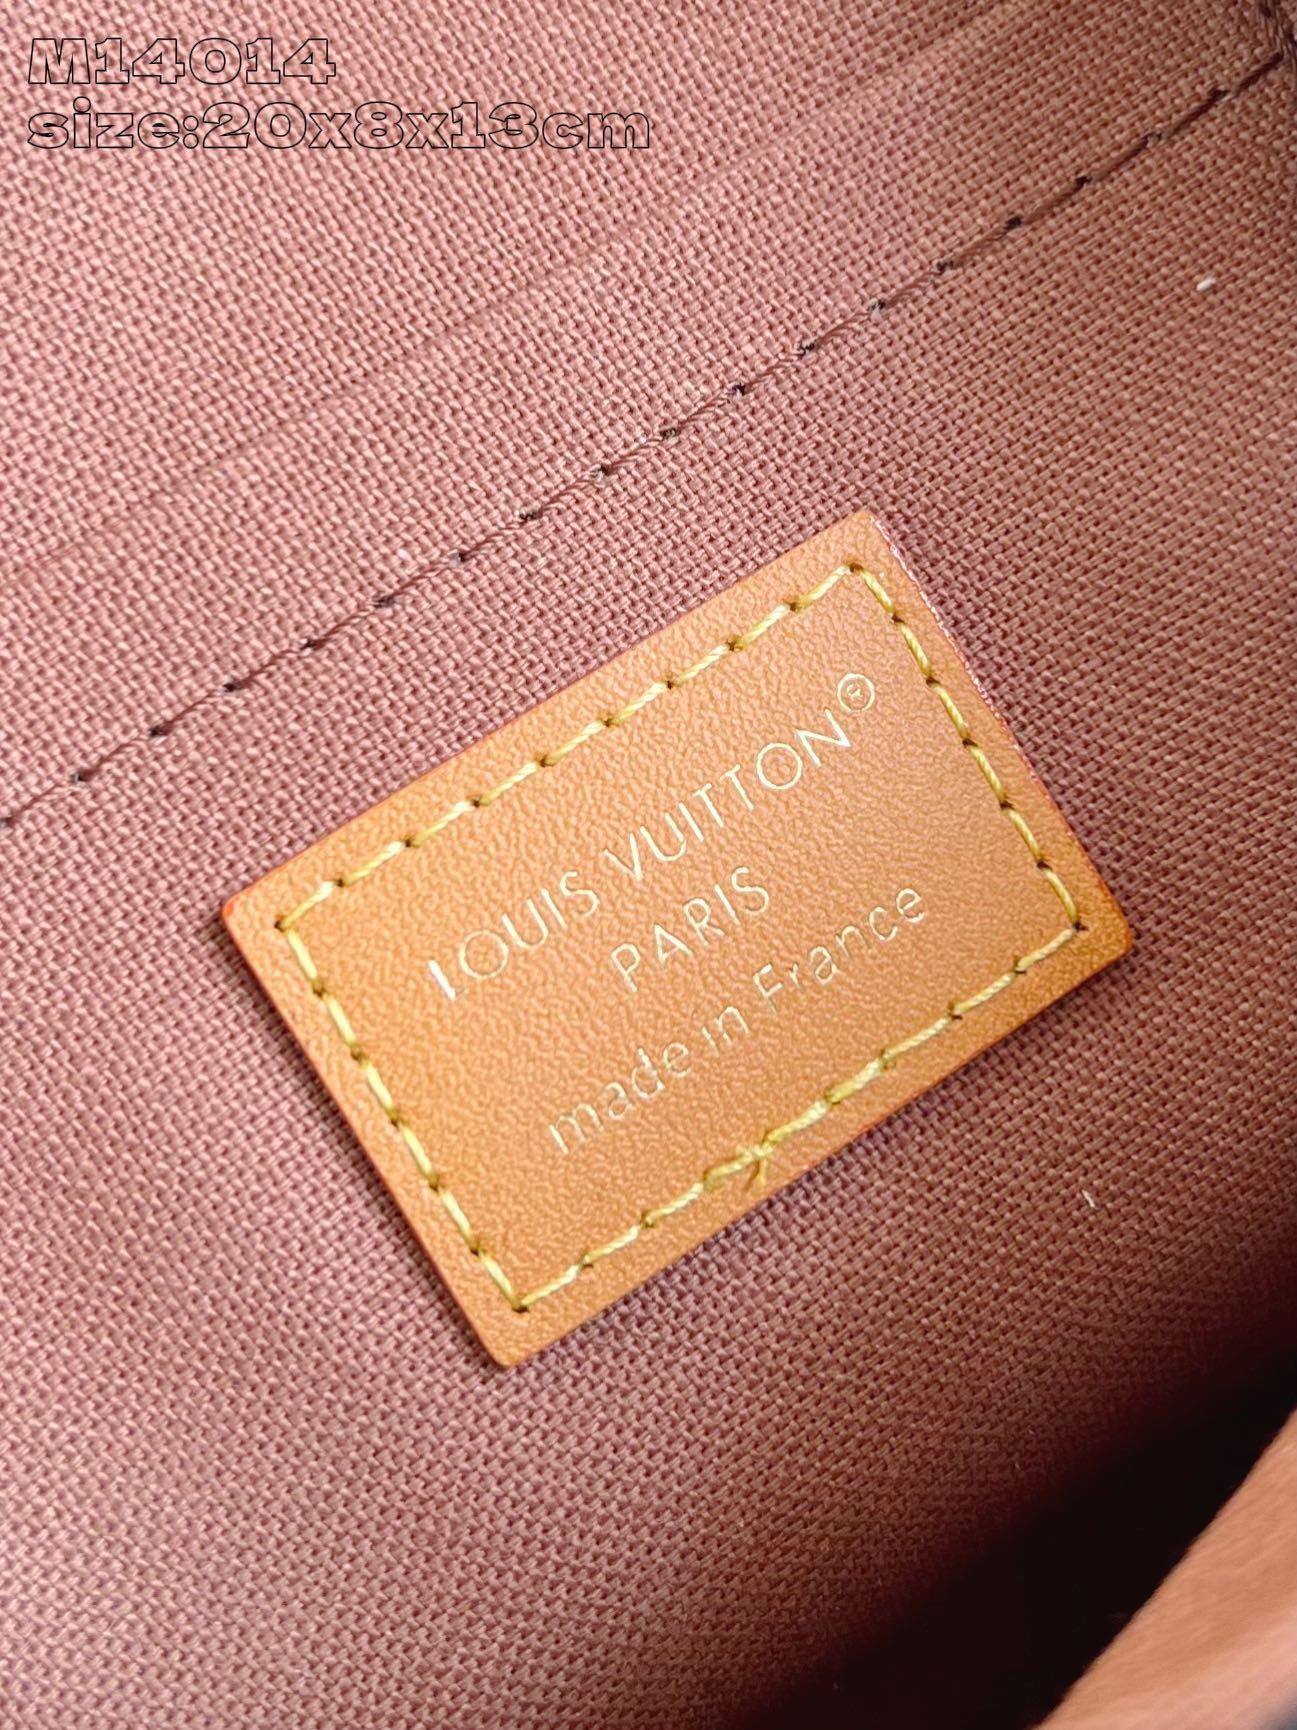 M14014
size:20x8x13cm
LOUIS VUITTON®
PARIS
made in France